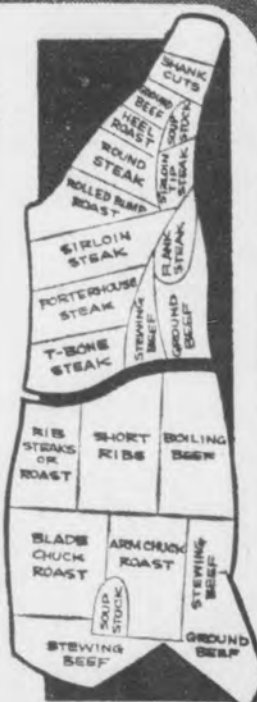 SHANK
CUTS
GROUND
BEEF
SOUP
STUCK
HEEL
ROAST
ROUND
STEAK
SIRLOIN
TIP
STEAK
ROLLED RUMP
ROAST
SIRLOIN
STEAK
FLANK
STEAK
PORTERHOUSE
STEAK
T-BONE
STEAK
STEWING
BEEF
GROUND
BEEF
RIB
STEAKS
OR
ROAST
SHORT
RIBS
BOILING
BEEF
BLADE
CHUCK
ROAST
ARM CHUCK
ROAST
STEWING
BEEF
SOUP
STUCK
STEWING
BEEF
GROUND
BEEF